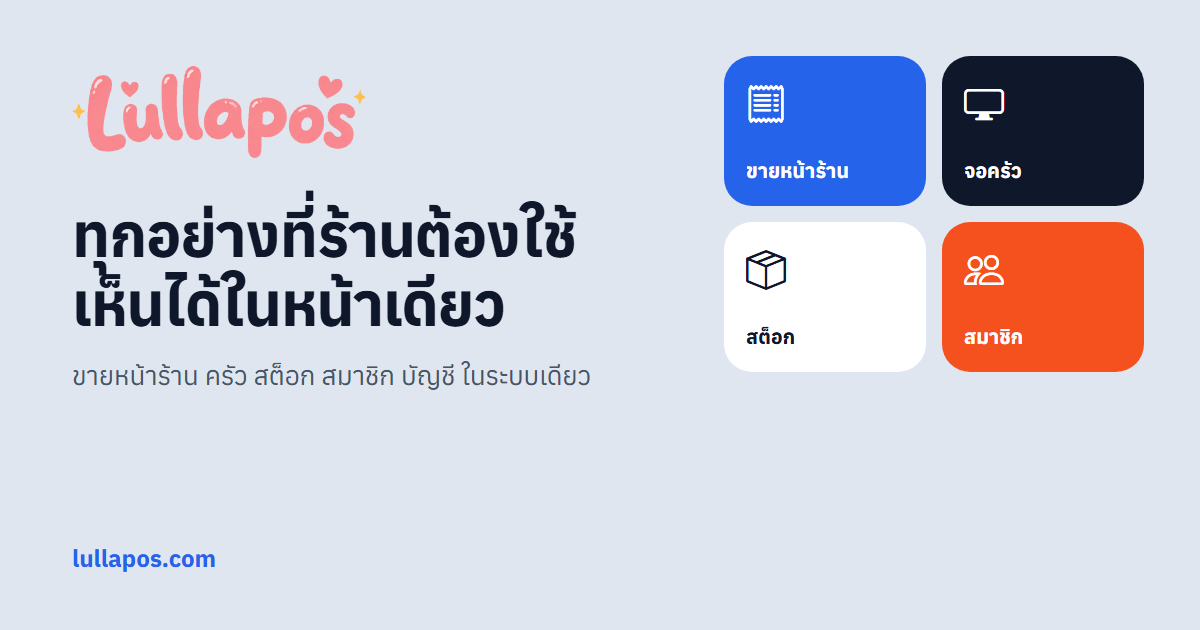 Lullapos
ทุกอย่างที่ร้านต้องใช้
เห็นได้ในหน้าเดียว
ขายหน้าร้าน ครัว สต็อก สมาชิก บัญชี ในระบบเดียว
lullapos.com
ขายหน้าร้าน
จอครัว
สต็อก
สมาชิก